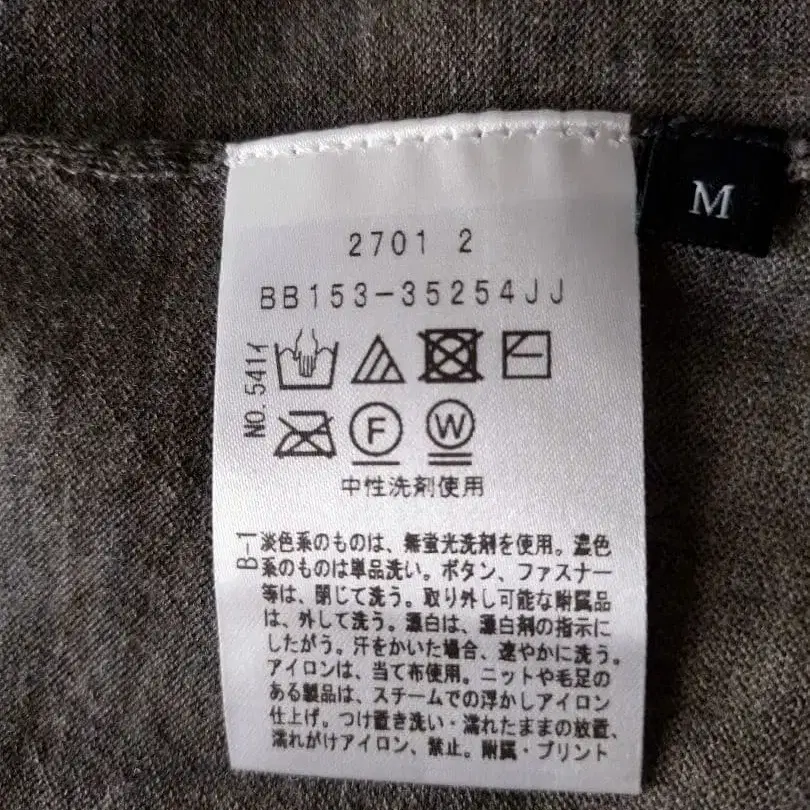 M
2701 2
BB153-35254JJ
NO.541イ
F W
中性洗剤使用
B-1
淡色系のものは、無蛍光洗剤を使用。濃色
系のものは単品洗い。ボタン、ファスナー
等は、閉じて洗う。取り外し可能な附属品
は、外して洗う。漂白は、漂白剤の指示に
したがう。汗をかいた場合、速やかに洗う。
アイロンは、当て布使用。ニットや毛足の
ある製品は、スチームでの浮かしアイロン
仕上げ。つけ置き洗い・濡れたままの放置、
濡れがけアイロン、禁止。附属・プリント